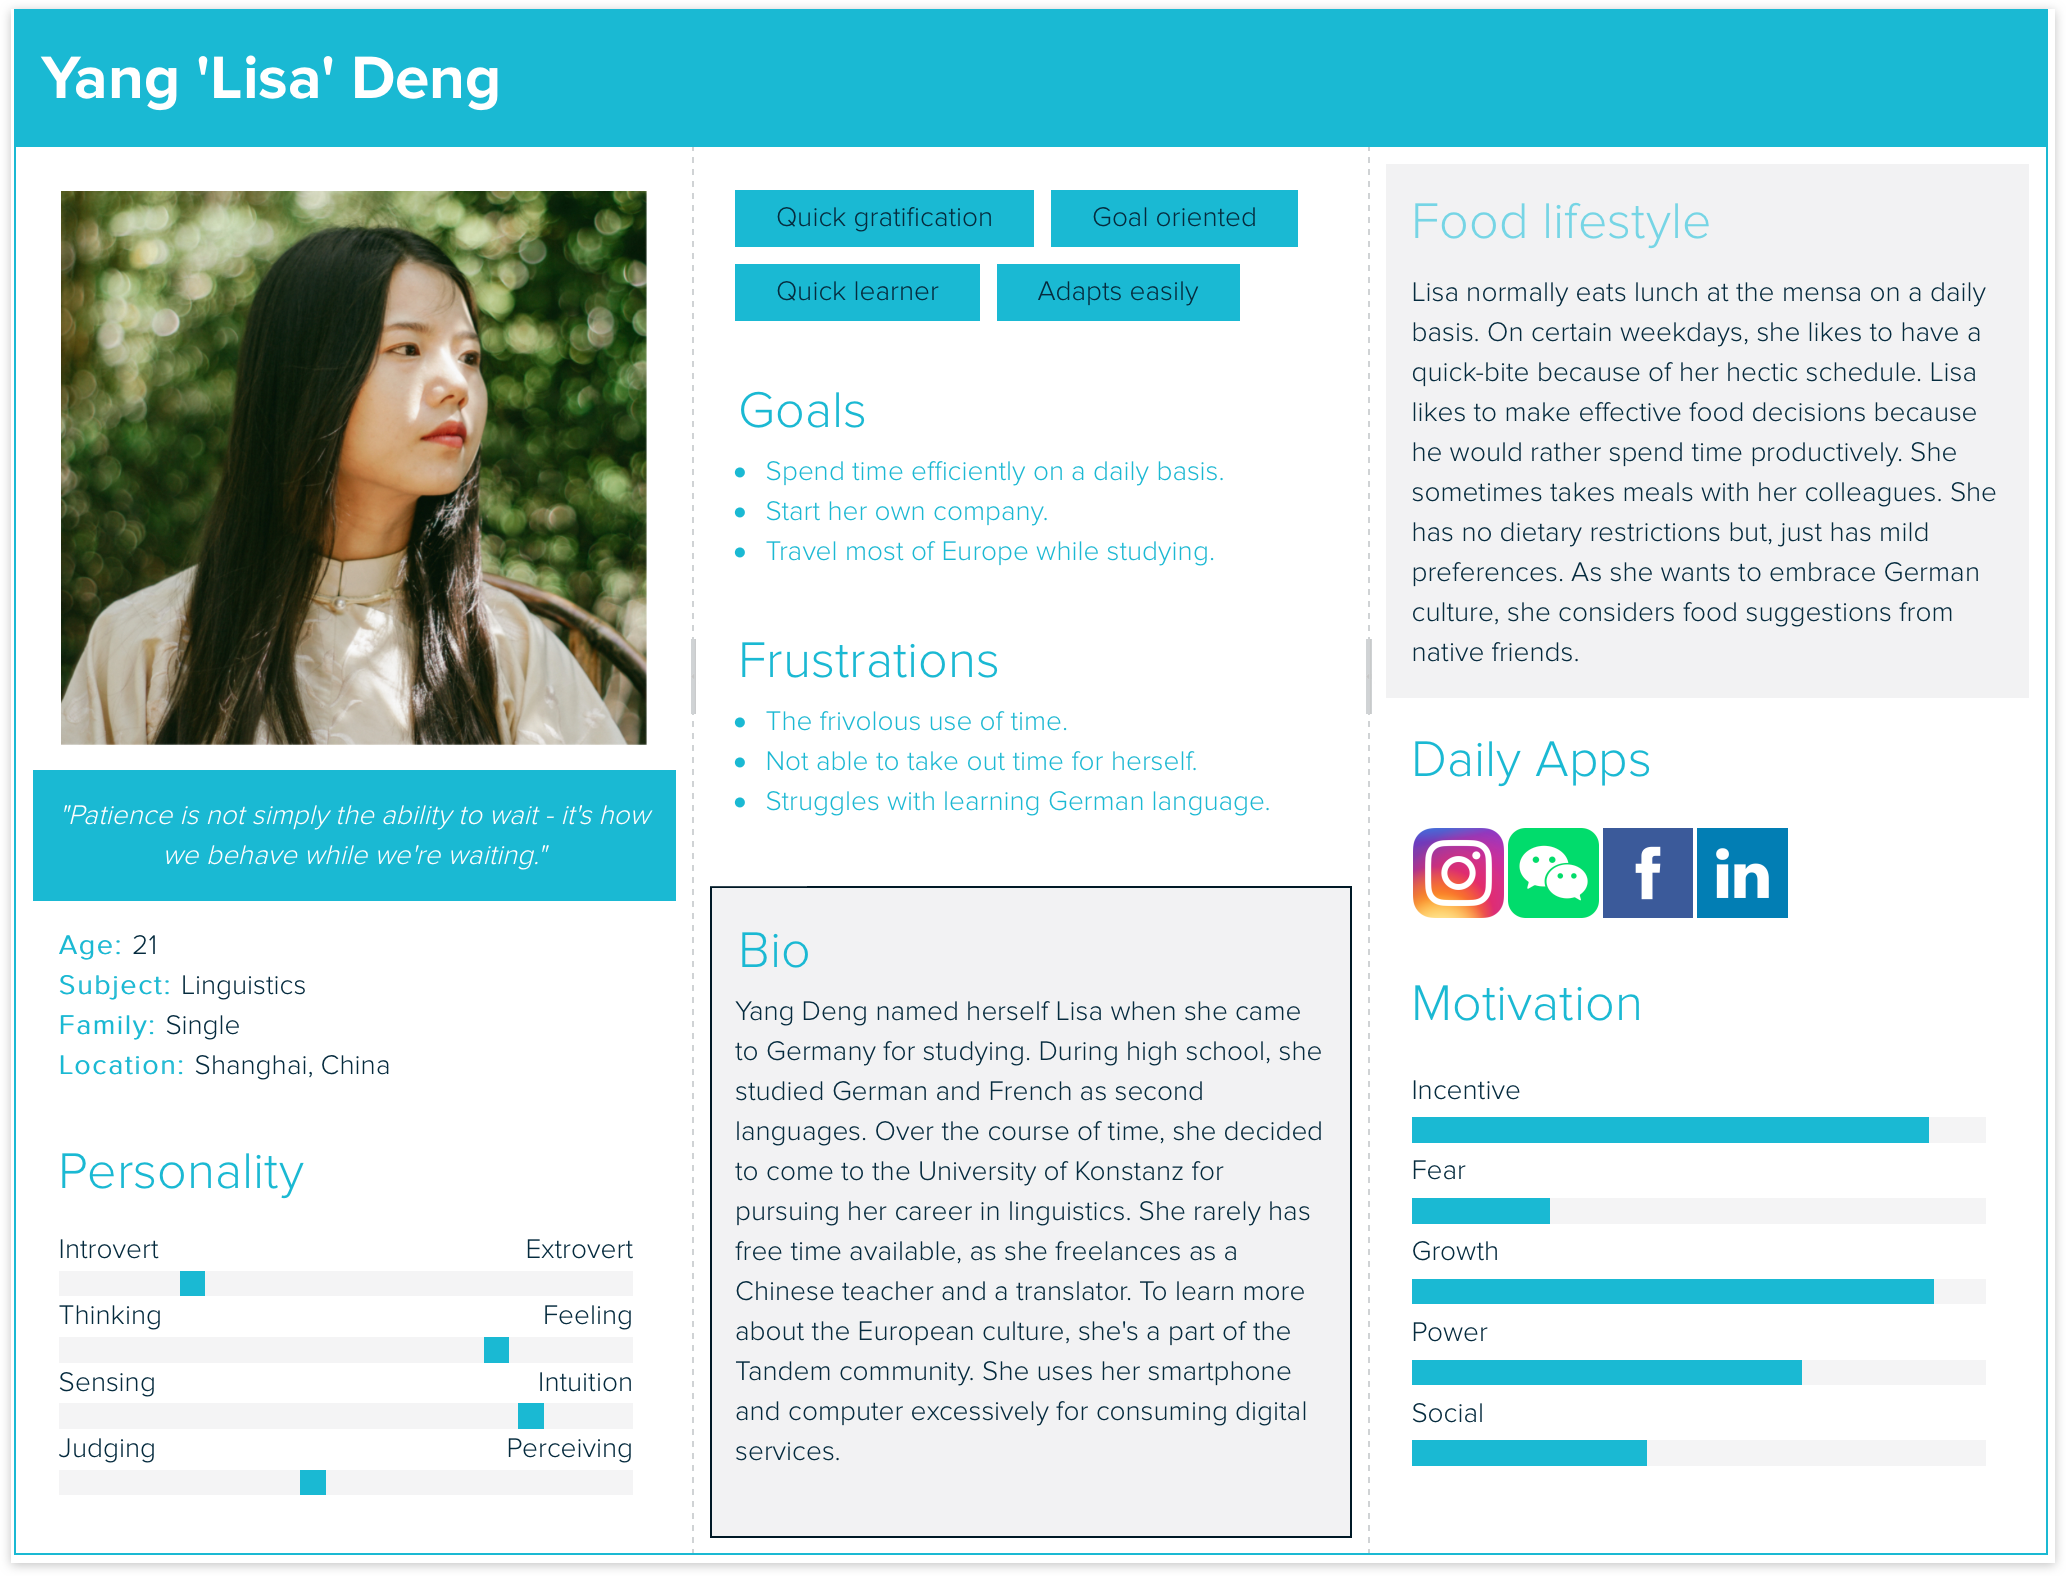 Yang 'Lisa' Deng
"Patience is not simply the ability to wait - it's how
we behave while we're waiting."
Age: 21
Subject: Linguistics
Family: Single
Location: Shanghai, China
Personality
Introvert Extrovert
Thinking Feeling
Sensing Intuition
Judging Perceiving
Quick gratification Goal oriented
Quick learner Adapts easily
Goals
Spend time efficiently on a daily basis.
Start her own company.
Travel most of Europe while studying.
Frustrations
The frivolous use of time.
Not able to take out time for herself.
Struggles with learning German language.
Bio
Yang Deng named herself Lisa when she came
to Germany for studying. During high school, she
studied German and French as second
languages. Over the course of time, she decided
to come to the University of Konstanz for
pursuing her career in linguistics. She rarely has
free time available, as she freelances as a
Chinese teacher and a translator. To learn more
about the European culture, she's a part of the
Tandem community. She uses her smartphone
and computer excessively for consuming digital
services.
Food lifestyle
Lisa normally eats lunch at the mensa on a daily
basis. On certain weekdays, she likes to have a
quick-bite because of her hectic schedule. Lisa
likes to make effective food decisions because
he would rather spend time productively. She
sometimes takes meals with her colleagues. She
has no dietary restrictions but, just has mild
preferences. As she wants to embrace German
culture, she considers food suggestions from
native friends.
Daily Apps
f in
Motivation
Incentive
Fear
Growth
Power
Social